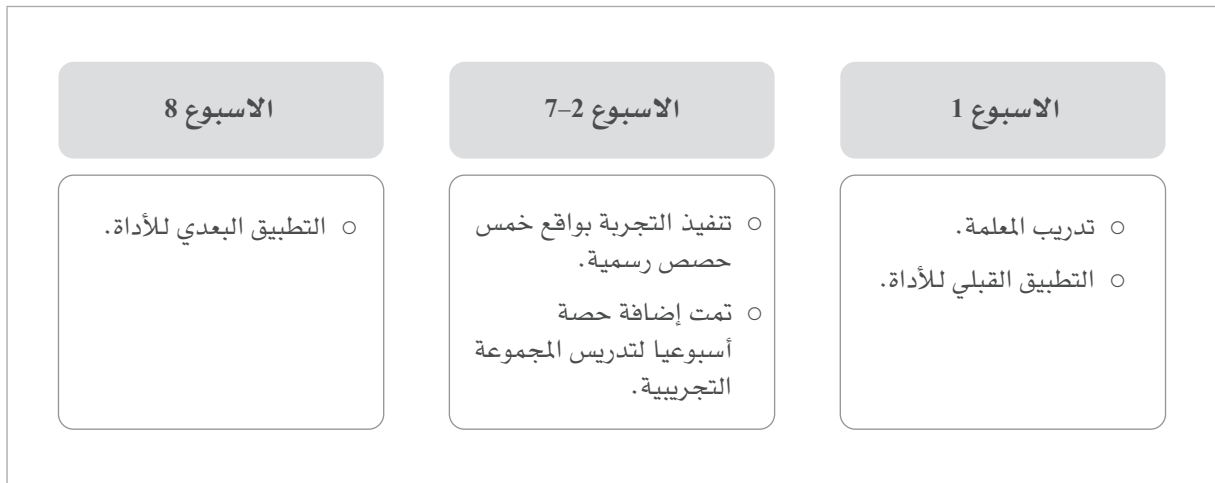 الاسبوع 1
○ تدريب المعلمة.
○ التطبيق القبلي للأداة.
الاسبوع 2–7
○ تنفيذ التجربة بواقع خمس
حصص رسمية.
○ تمت إضافة حصة
أسبوعيا لتدريس المجموعة
التجريبية.
الاسبوع 8
○ التطبيق البعدي للأداة.